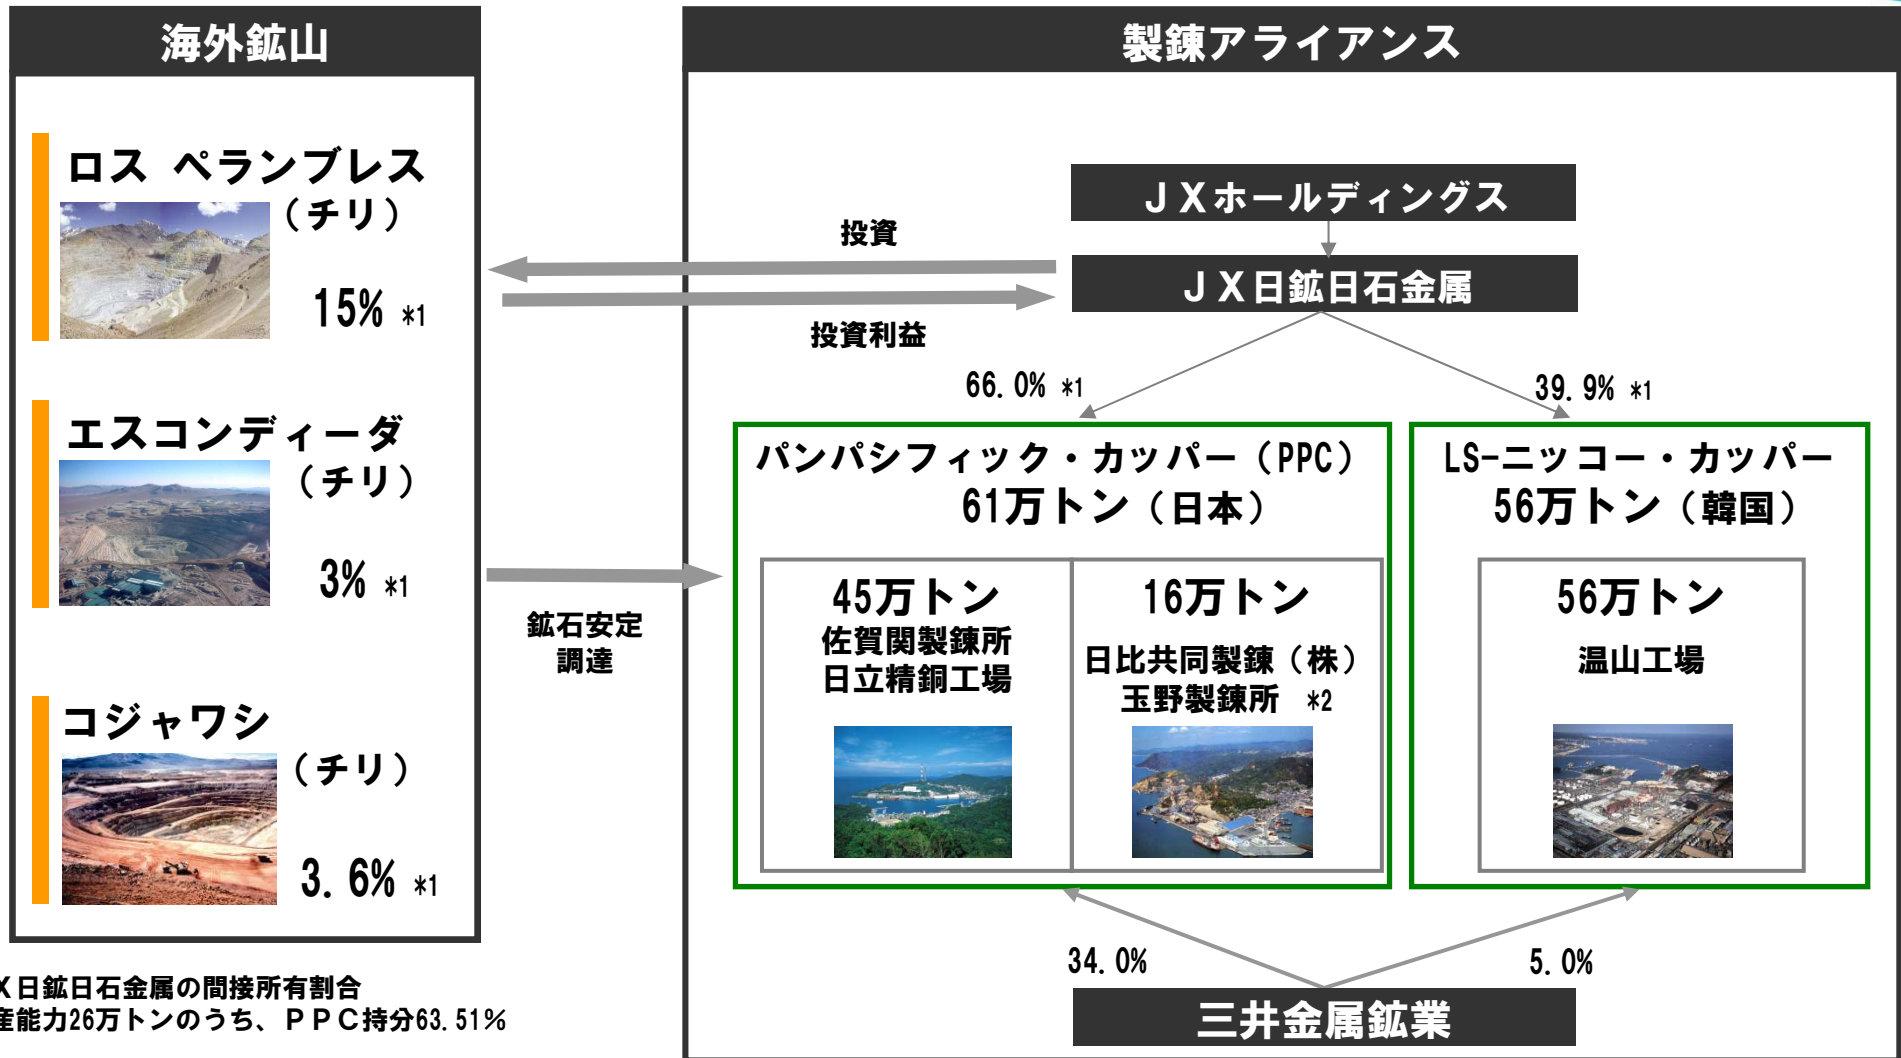 海外鉱山
ロス ペランブレス
（チリ）
15% *1
エスコンディーダ
（チリ）
3% *1
コジャワシ
（チリ）
3.6% *1
投資
投資利益
鉱石安定
調達
製錬アライアンス
ＪＸホールディングス
ＪＸ日鉱日石金属
66.0% *1
39.9% *1
パンパシフィック・カッパー（PPC）
61万トン（日本）
45万トン
佐賀関製錬所
日立精銅工場
16万トン
日比共同製錬（株）
玉野製錬所 *2
LS-ニッコー・カッパー
56万トン（韓国）
56万トン
温山工場
34.0%
5.0%
三井金属鉱業
Ｘ日鉱日石金属の間接所有割合
産能力26万トンのうち、ＰＰＣ持分63.51%